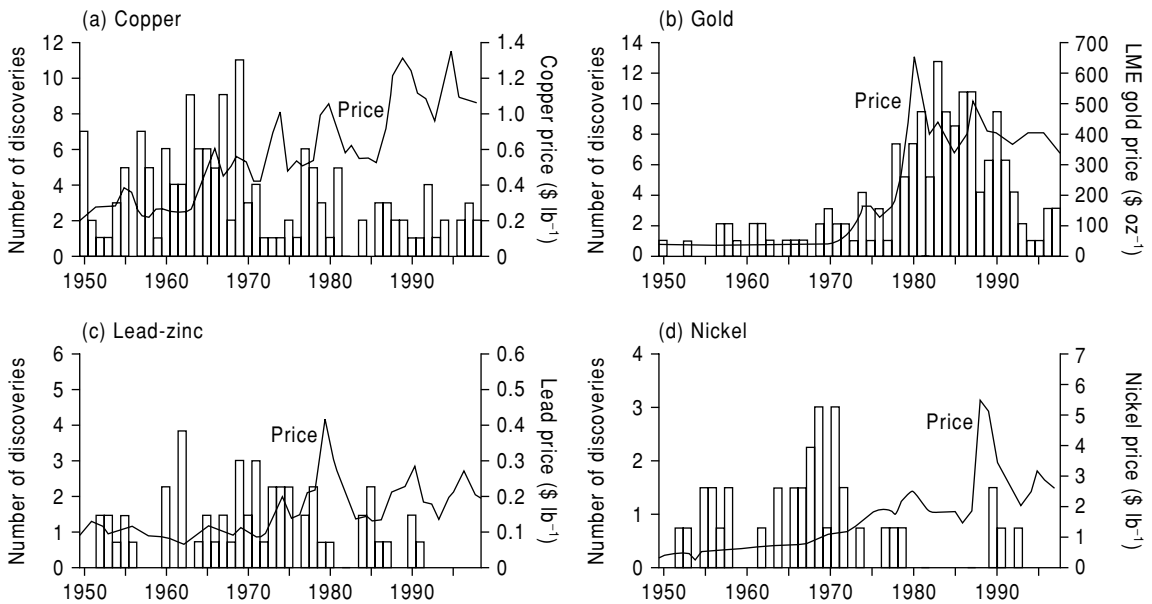 (a) Copper
Number of discoveries
12
10
8
6
4
2
0
1950 1960 1970 1980 1990
Price
1.4
1.2
1.0
0.6
0.4
0.2
0
Copper price ($ lb⁻¹)
(b) Gold
Number of discoveries
14
12
10
8
6
4
2
0
1950 1960 1970 1980 1990
Price
700
600
500
400
300
200
100
0
LME gold price ($ oz⁻¹)
(c) Lead-zinc
Number of discoveries
6
5
4
3
2
1
0
1950 1960 1970 1980 1990
Price
0.6
0.5
0.4
0.3
0.2
0.1
0
Lead price ($ lb⁻¹)
(d) Nickel
Number of discoveries
4
3
2
1
0
1950 1960 1970 1980 1990
Price
7
6
5
4
3
2
1
0
Nickel price ($ lb⁻¹)